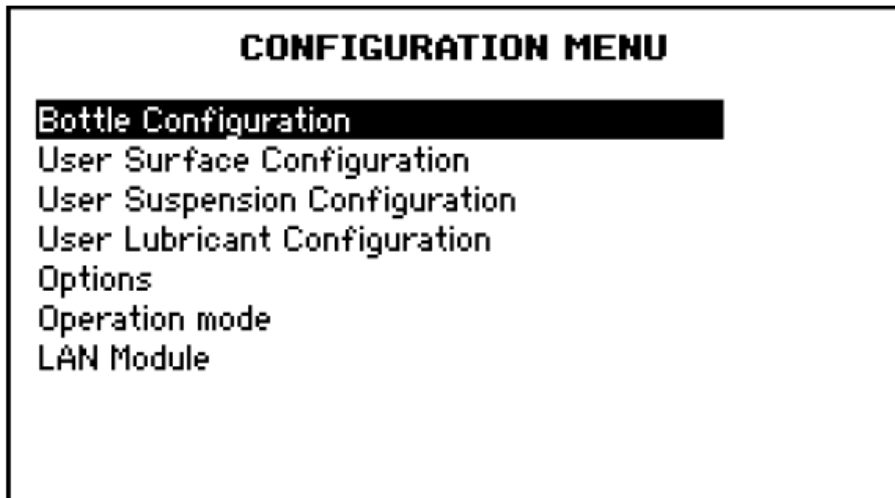 CONFIGURATION MENU
Bottle Configuration
User Surface Configuration
User Suspension Configuration
User Lubricant Configuration
Options
Operation mode
LAN Module